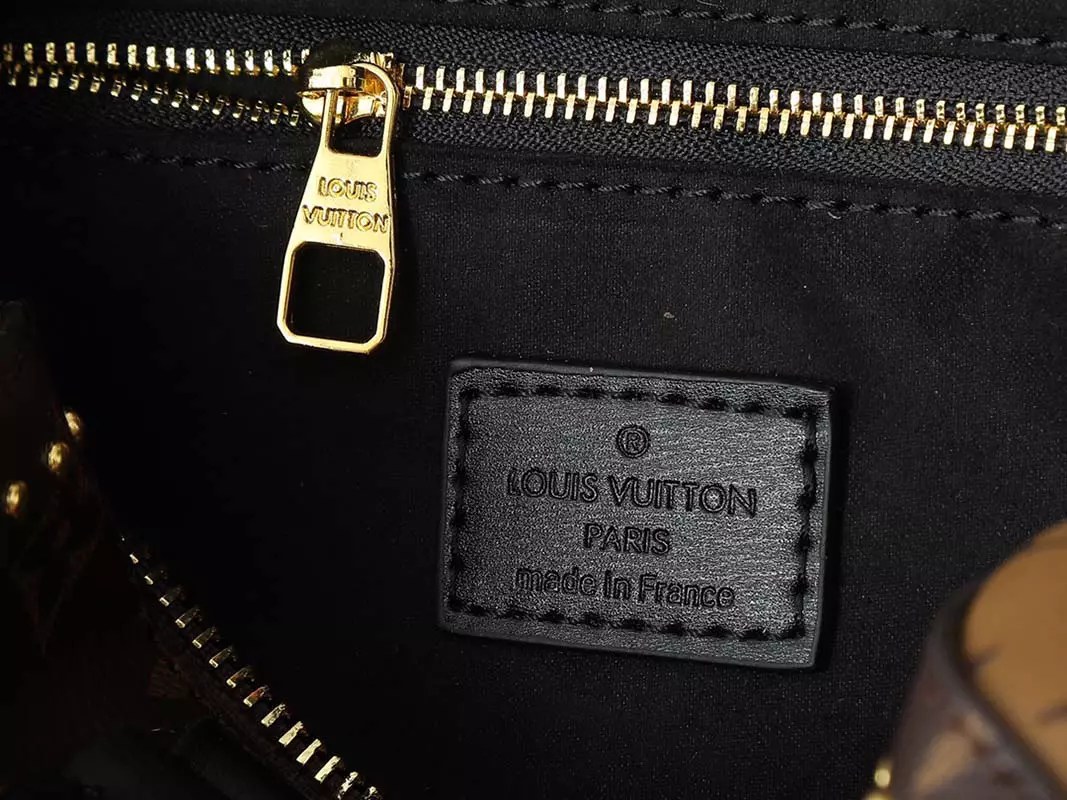 LOUIS
VUITTON
®
LOUIS VUITTON
PARIS
made in France